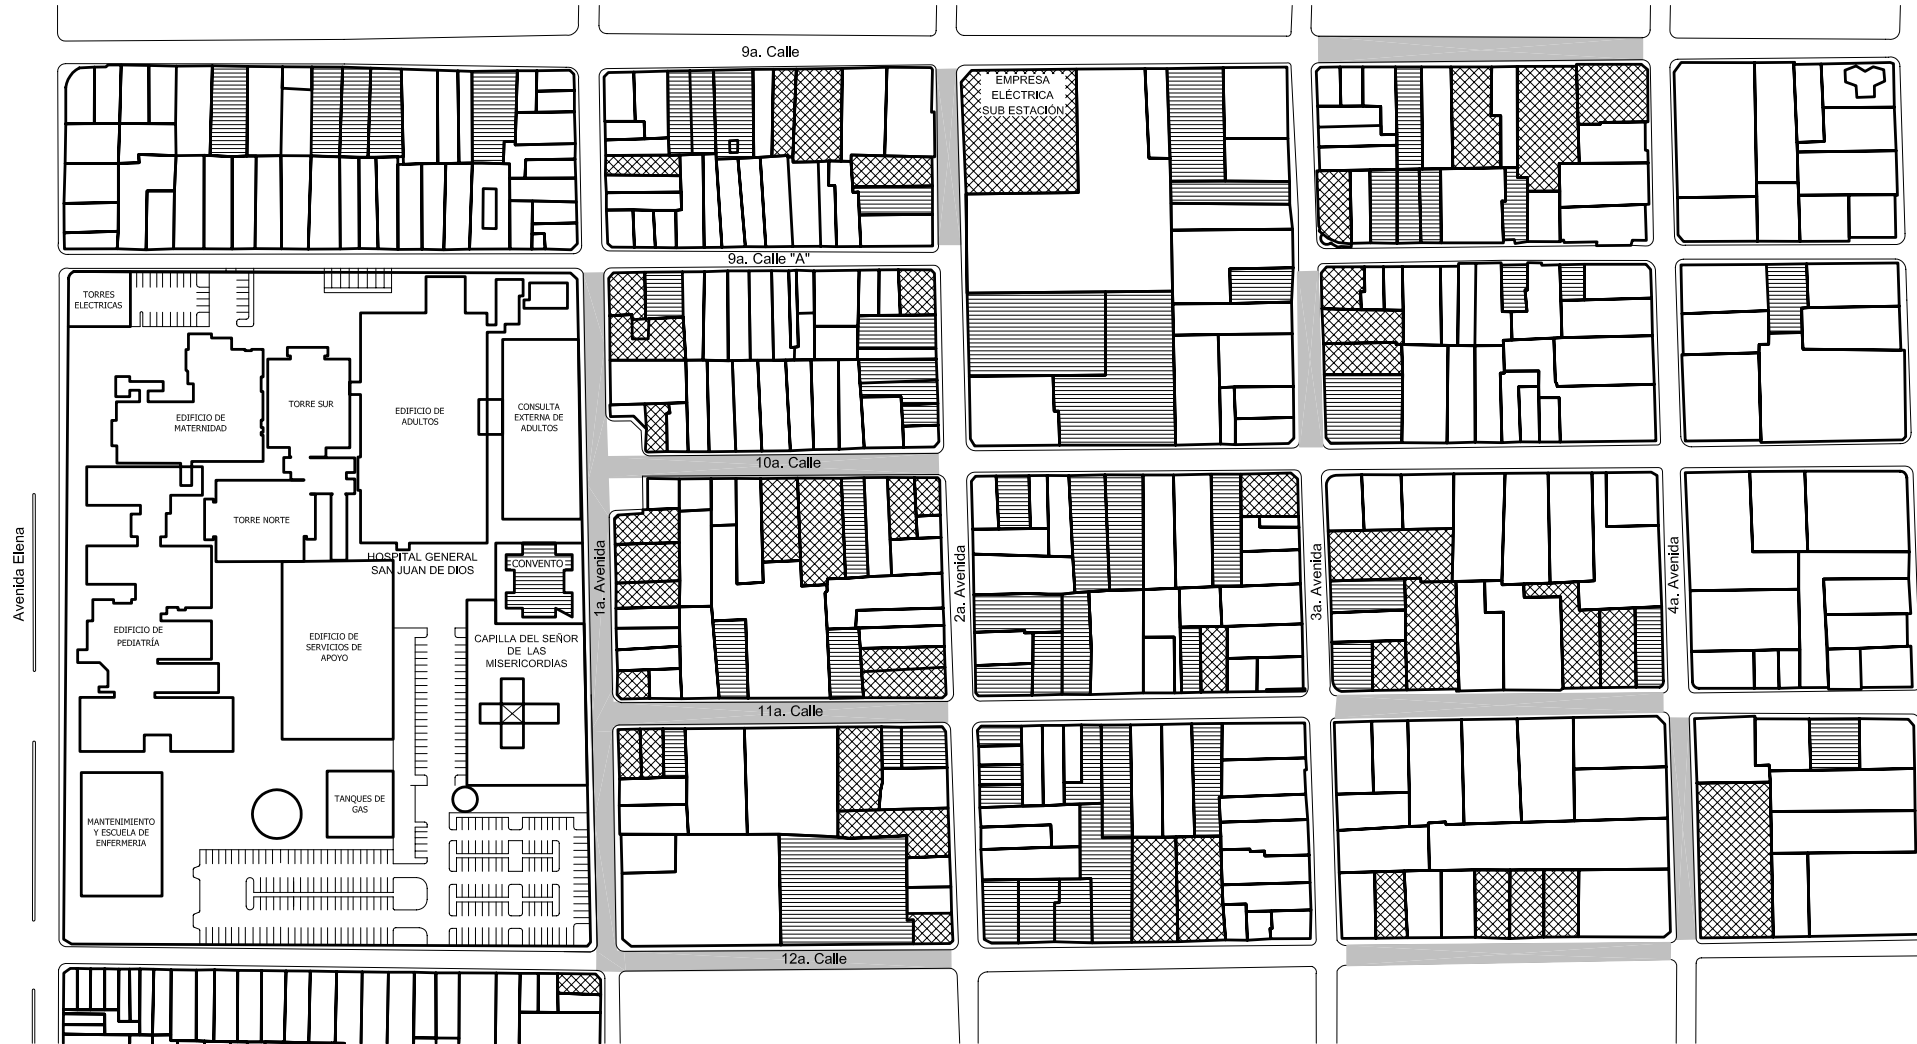 9a. Calle
EMPRESA
ELÉCTRICA
SUB ESTACIÓN
9a. Calle "A"
TORRES
ELECTRICAS
EDIFICIO DE
MATERNIDAD
TORRE SUR
EDIFICIO DE
ADULTOS
CONSULTA
EXTERNA DE
ADULTOS
10a. Calle
TORRE NORTE
HOSPITAL GENERAL
SAN JUAN DE DIOS
CONVENTO
Avenida Elena
1a. Avenida
2a. Avenida
3a. Avenida
4a. Avenida
EDIFICIO DE
PEDIATRÍA
EDIFICIO DE
SERVICIOS DE
APOYO
CAPILLA DEL SEÑOR
DE LAS
MISERICORDÍAS
11a. Calle
TANQUES DE
GAS
MANTENIMIENTO
Y ESCUELA DE
ENFERMERIA
12a. Calle